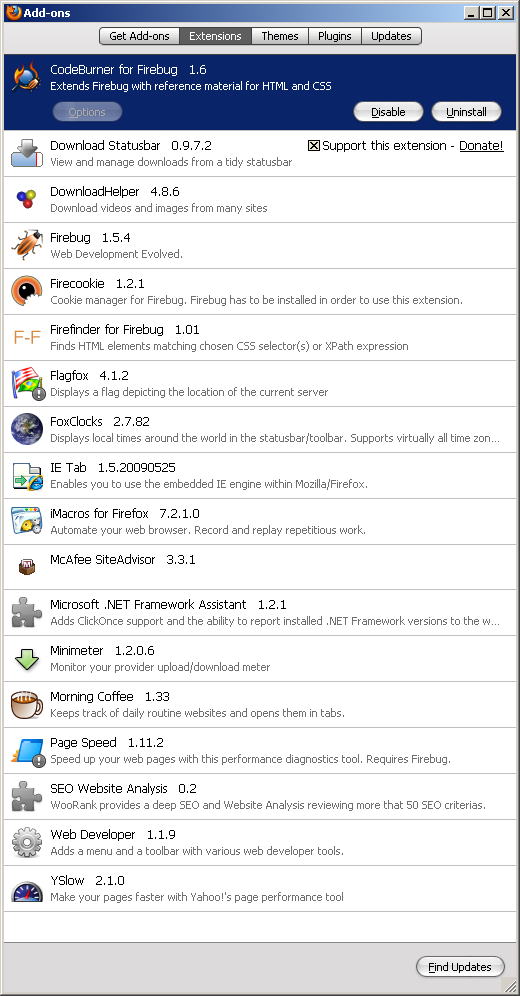 Add-ons
Get Add-ons Extensions Themes Plugins Updates
CodeBurner for Firebug 1.6
Extends Firebug with reference material for HTML and CSS
Options Disable Uninstall
Download Statusbar 0.9.7.2 Support this extension - Donate!
View and manage downloads from a tidy statusbar
DownloadHelper 4.8.6
Download videos and images from many sites
Firebug 1.5.4
Web Development Evolved.
Firecookie 1.2.1
Cookie manager for Firebug. Firebug has to be installed in order to use this extension.
F-F Firefinder for Firebug 1.01
Finds HTML elements matching chosen CSS selector(s) or XPath expression
Flagfox 4.1.2
Displays a flag depicting the location of the current server
FoxClocks 2.7.82
Displays local times around the world in the statusbar/toolbar. Supports virtually all time zon...
IE Tab 1.5.20090525
Enables you to use the embedded IE engine within Mozilla/Firefox.
iMacros for Firefox 7.2.1.0
Automate your web browser. Record and replay repetitious work.
McAfee SiteAdvisor 3.3.1
Microsoft .NET Framework Assistant 1.2.1
Adds ClickOnce support and the ability to report installed .NET Framework versions to the w...
Minimeter 1.2.0.6
Monitor your provider upload/download meter
Morning Coffee 1.33
Keeps track of daily routine websites and opens them in tabs.
Page Speed 1.11.2
Speed up your web pages with this performance diagnostics tool. Requires Firebug.
SEO Website Analysis 0.2
WooRank provides a deep SEO and Website Analysis reviewing more that 50 SEO criterias.
Web Developer 1.1.9
Adds a menu and a toolbar with various web developer tools.
YSlow 2.1.0
Make your pages faster with Yahoo!'s page performance tool
Find Updates